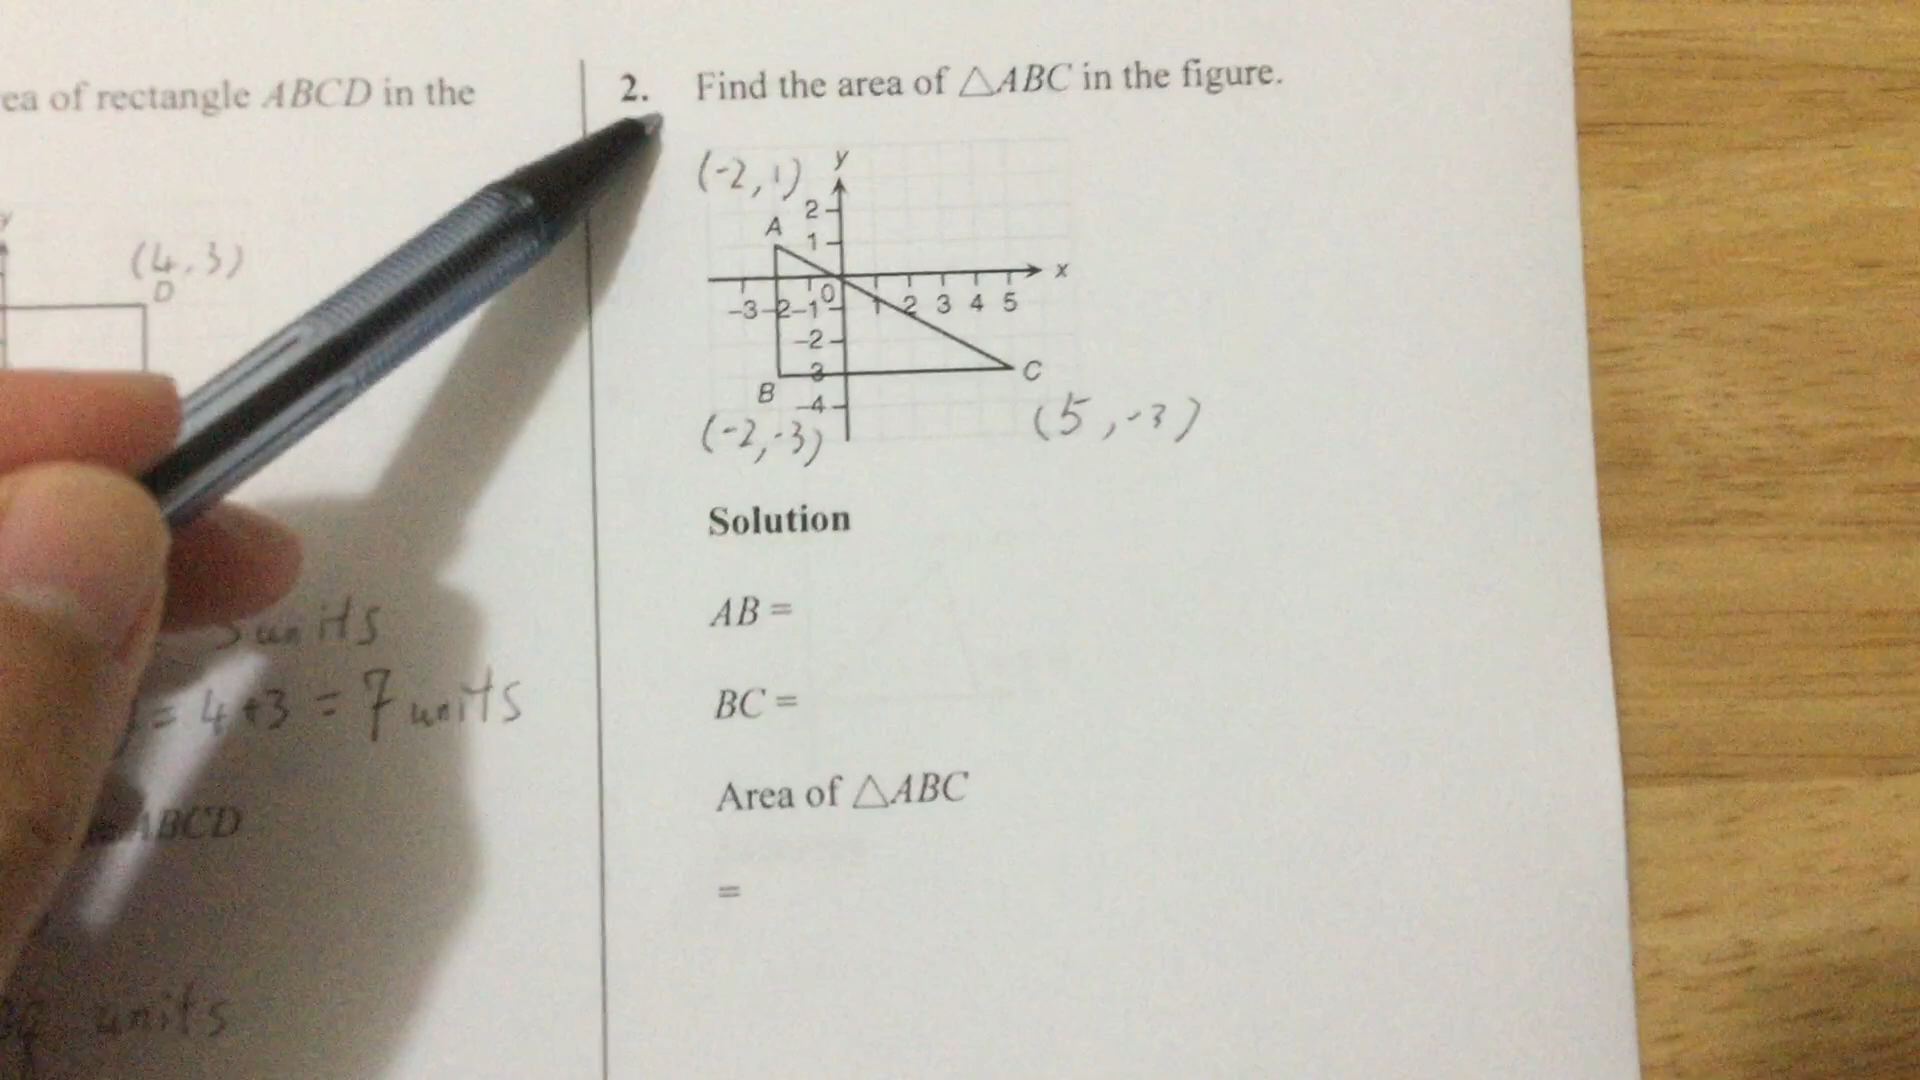 ea of rectangle ABCD in the
(4,3)
D
units
= 4+3 = 7 units
ABCD
units
2. Find the area of △ABC in the figure.
(-2,1)
y
2
A
1
x
0
-3 -2 -1 1 2 3 4 5
-2
3
C
B
-4
(-2,-3)
(5,-3)
Solution
AB =
BC =
Area of △ABC
=